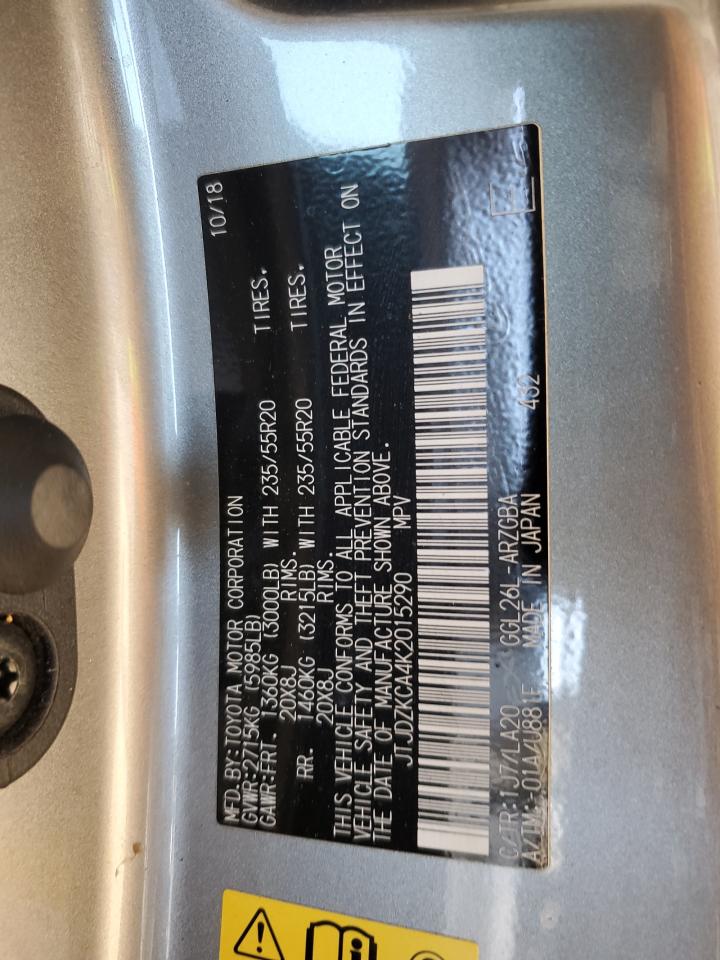 MFD. BY: TOYOTA MOTOR CORPORATION 10/18
GVWR: 2715KG (5985LB)
GAWR: FRT. 1360KG (3000LB) WITH 235/55R20 TIRES.
20X8J RIMS.
RR. 1460KG (3215LB) WITH 235/55R20 TIRES.
20X8J RIMS.
THIS VEHICLE CONFORMS TO ALL APPLICABLE FEDERAL MOTOR
VEHICLE SAFETY AND THEFT PREVENTION STANDARDS IN EFFECT ON
THE DATE OF MANUFACTURE SHOWN ABOVE.
JTJDZKCA4K2015290 MPV
C/TR: 1J7/LA20 GGL26L-ARZGBA
A/TM: -01A/U881F MADE IN JAPAN 432